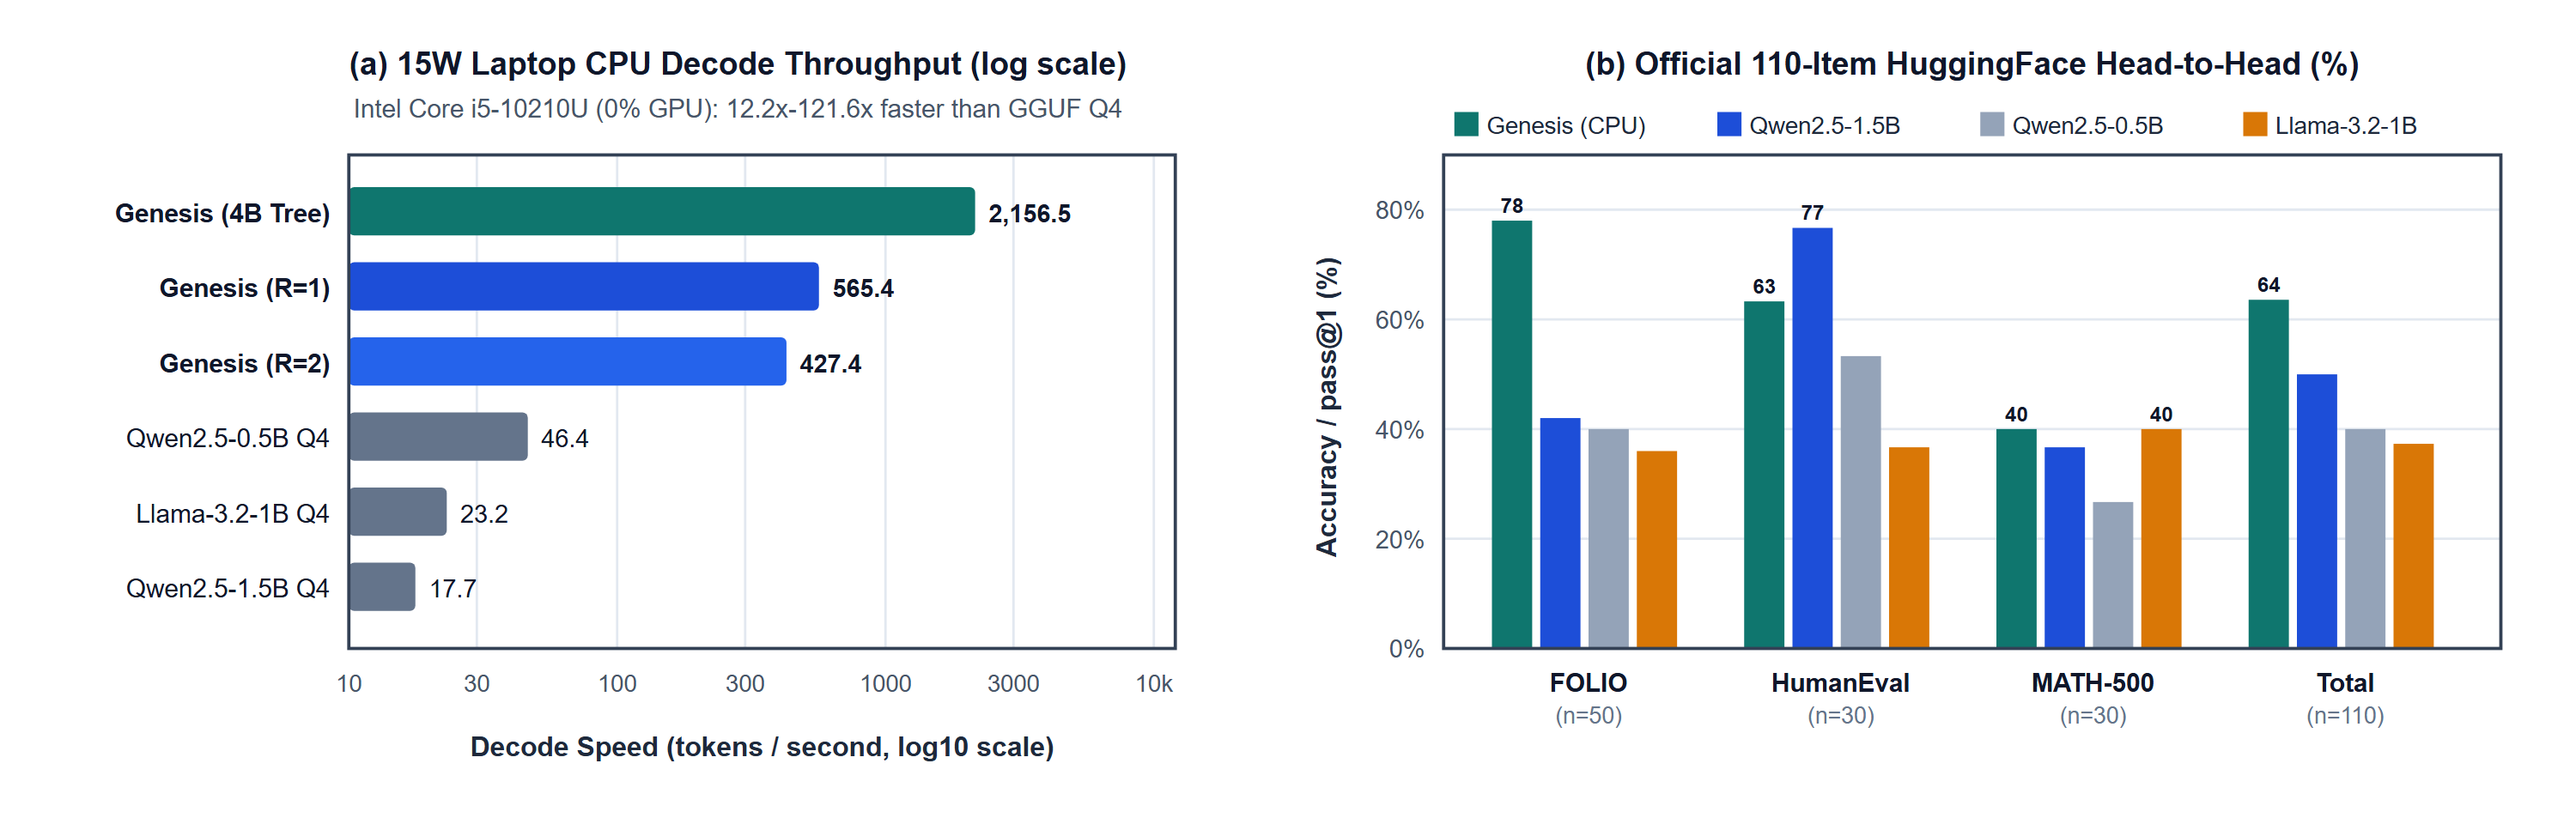 (a) 15W Laptop CPU Decode Throughput (log scale)
Intel Core i5-10210U (0% GPU): 12.2x-121.6x faster than GGUF Q4
Genesis (4B Tree)
2,156.5
Genesis (R=1)
565.4
Genesis (R=2)
427.4
Qwen2.5-0.5B Q4
46.4
Llama-3.2-1B Q4
23.2
Qwen2.5-1.5B Q4
17.7
10 30 100 300 1000 3000 10k
Decode Speed (tokens / second, log10 scale)
(b) Official 110-Item HuggingFace Head-to-Head (%)
Genesis (CPU) Qwen2.5-1.5B Qwen2.5-0.5B Llama-3.2-1B
Accuracy / pass@1 (%)
80%
60%
40%
20%
0%
78
63
77
40
40
64
FOLIO HumanEval MATH-500 Total
(n=50) (n=30) (n=30) (n=110)